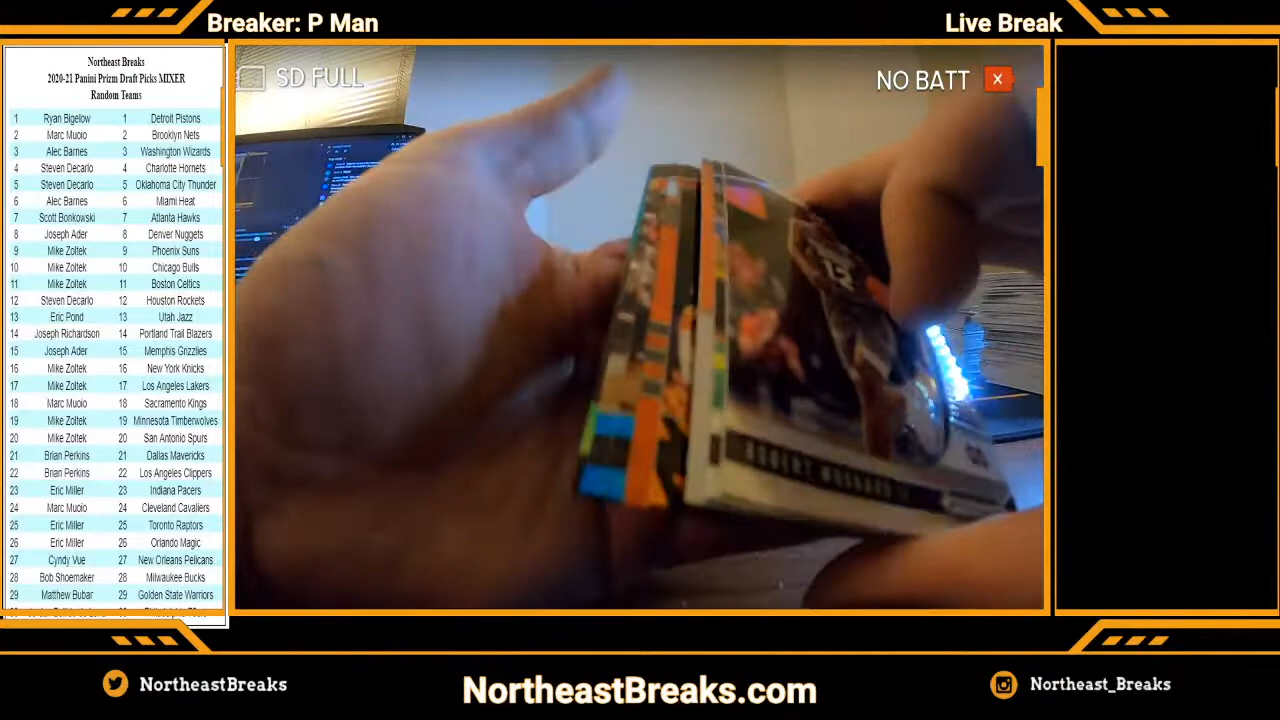 Breaker: P Man
Live Break
Northeast Breaks
2020-21 Panini Prizm Draft Picks MIXER
Random Teams
1 Ryan Bigelow 1 Detroit Pistons
2 Marc Muoio 2 Brooklyn Nets
3 Alec Barnes 3 Washington Wizards
4 Steven Decarlo 4 Charlotte Hornets
5 Steven Decarlo 5 Oklahoma City Thunder
6 Alec Barnes 6 Miami Heat
7 Scott Bonkowski 7 Atlanta Hawks
8 Joseph Ader 8 Denver Nuggets
9 Mike Zoltek 9 Phoenix Suns
10 Mike Zoltek 10 Chicago Bulls
11 Mike Zoltek 11 Boston Celtics
12 Steven Decarlo 12 Houston Rockets
13 Eric Pond 13 Utah Jazz
14 Joseph Richardson 14 Portland Trail Blazers
15 Joseph Ader 15 Memphis Grizzlies
16 Mike Zoltek 16 New York Knicks
17 Mike Zoltek 17 Los Angeles Lakers
18 Marc Muoio 18 Sacramento Kings
19 Mike Zoltek 19 Minnesota Timberwolves
20 Mike Zoltek 20 San Antonio Spurs
21 Brian Perkins 21 Dallas Mavericks
22 Brian Perkins 22 Los Angeles Clippers
23 Eric Miller 23 Indiana Pacers
24 Marc Muoio 24 Cleveland Cavaliers
25 Eric Miller 25 Toronto Raptors
26 Eric Miller 26 Orlando Magic
27 Cyndy Vue 27 New Orleans Pelicans
28 Bob Shoemaker 28 Milwaukee Bucks
29 Matthew Bubar 29 Golden State Warriors
SD FULL
NO BATT
13
ROBERT
NortheastBreaks
NortheastBreaks.com
Northeast_Breaks